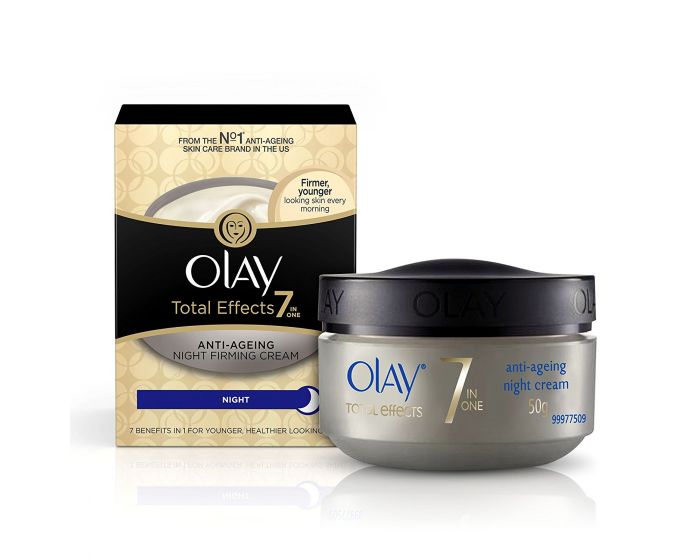 FROM THE No1* ANTI-AGEING
SKIN CARE BRAND IN THE US
Firmer,
younger
looking skin every
morning
OLAY
Total Effects 7 IN ONE
ANTI-AGEING
NIGHT FIRMING CREAM
NIGHT
7 BENEFITS IN 1 FOR YOUNGER, HEALTHIER LOOKING
OLAY
OLAY®
TOTAL effects
7 IN ONE
anti-ageing
night cream
50g
99977509